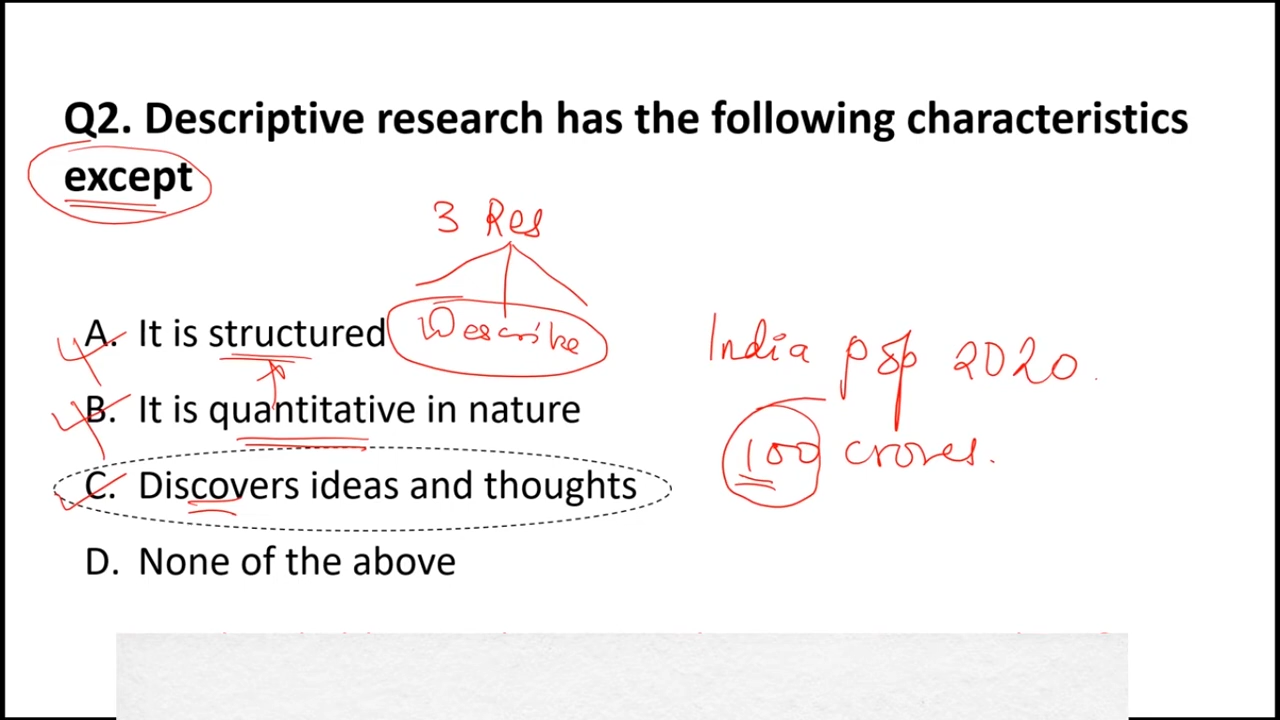 Q2. Descriptive research has the following characteristics
except
3 Res
A. It is structured
Describe
India pop 2020.
B. It is quantitative in nature
100 crores.
C. Discovers ideas and thoughts
D. None of the above